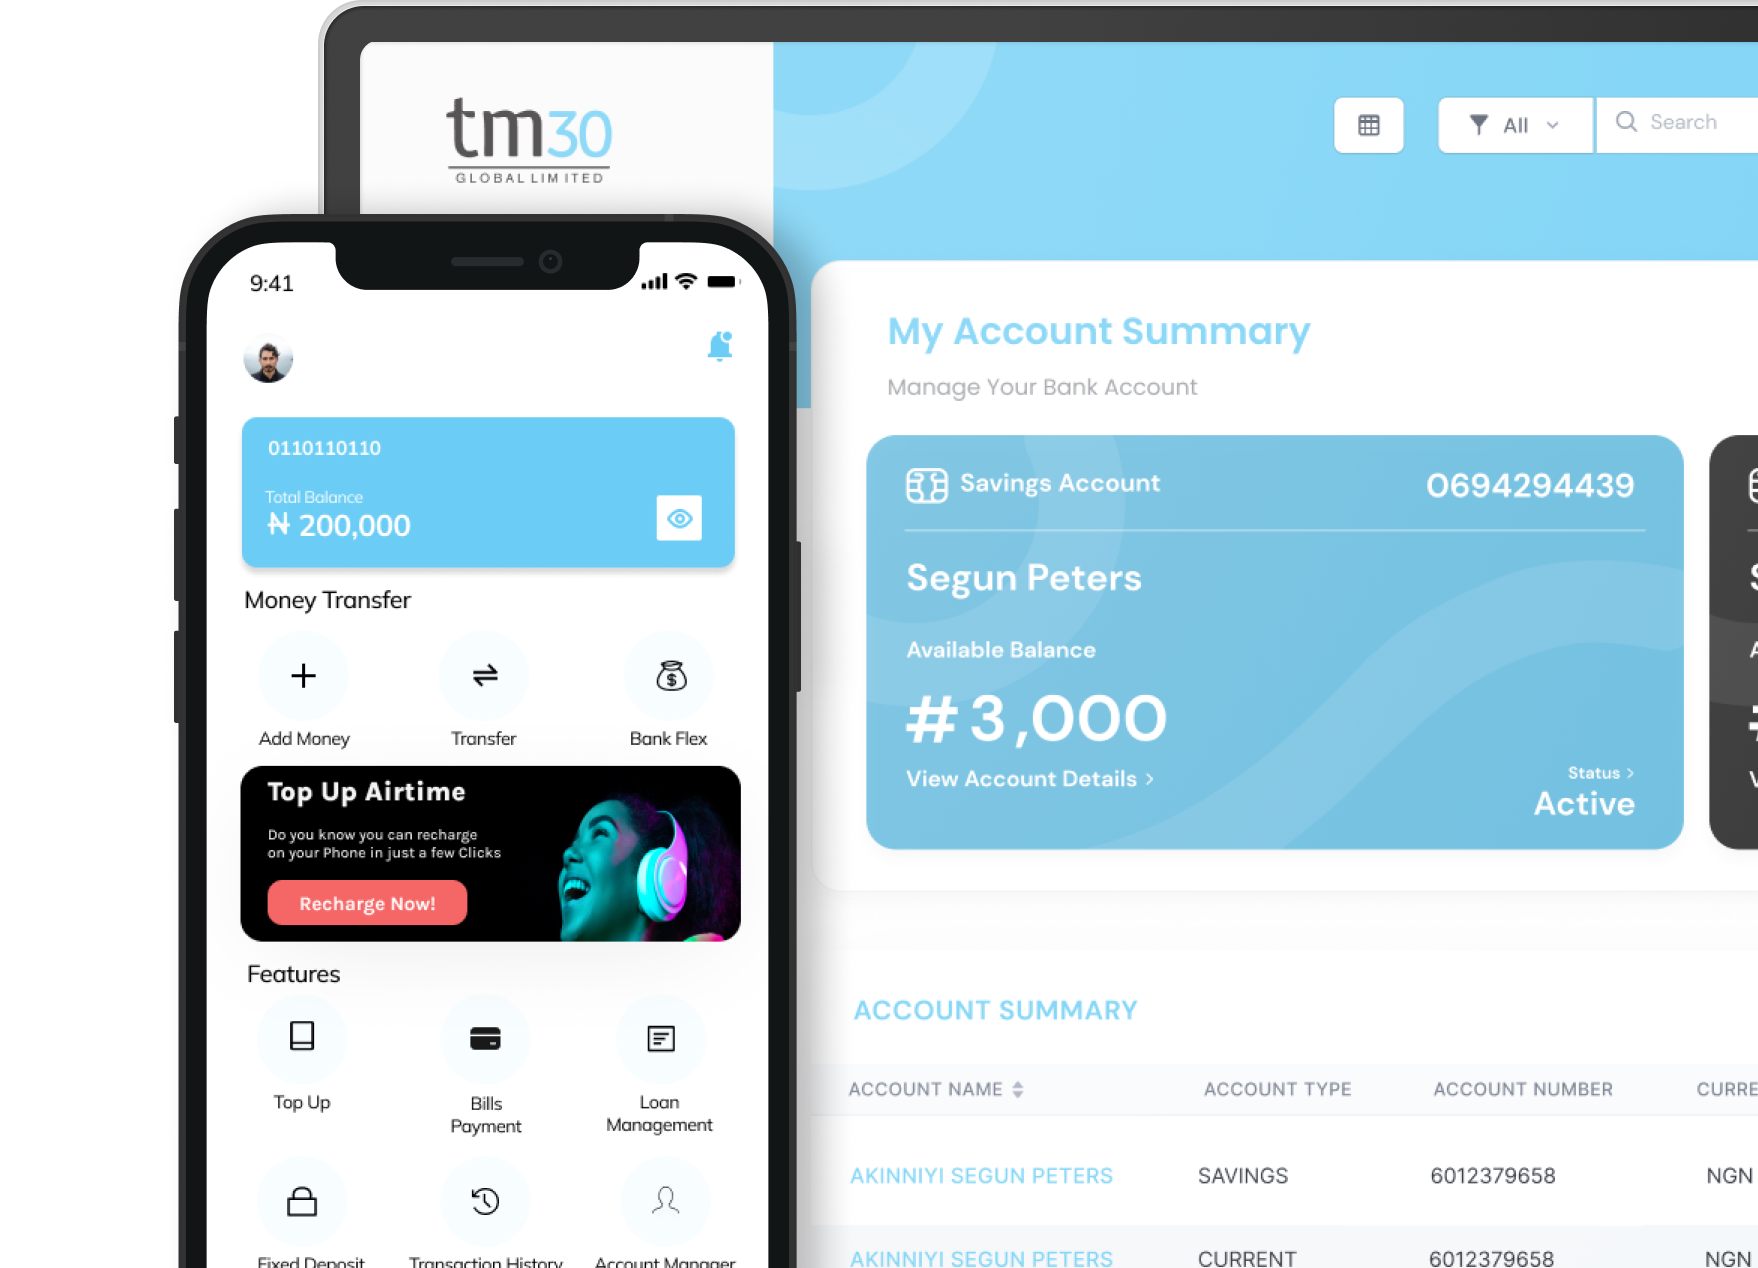 tm30
GLOBAL LIMITED
All
Search
My Account Summary
Manage Your Bank Account
Savings Account
0694294439
Segun Peters
Available Balance
#3,000
View Account Details >
Status >
Active
ACCOUNT SUMMARY
ACCOUNT NAME
ACCOUNT TYPE
ACCOUNT NUMBER
CURRE
AKINNIYI SEGUN PETERS
SAVINGS
6012379658
NGN
AKINNIYI SEGUN PETERS
CURRENT
6012379658
NGN
9:41
0110110110
Total Balance
₦ 200,000
Money Transfer
Add Money
Transfer
Bank Flex
Top Up Airtime
Do you know you can recharge
on your Phone in just a few Clicks
Recharge Now!
Features
Top Up
Bills
Payment
Loan
Management
Fixed Deposit
Transaction History
Account Manager